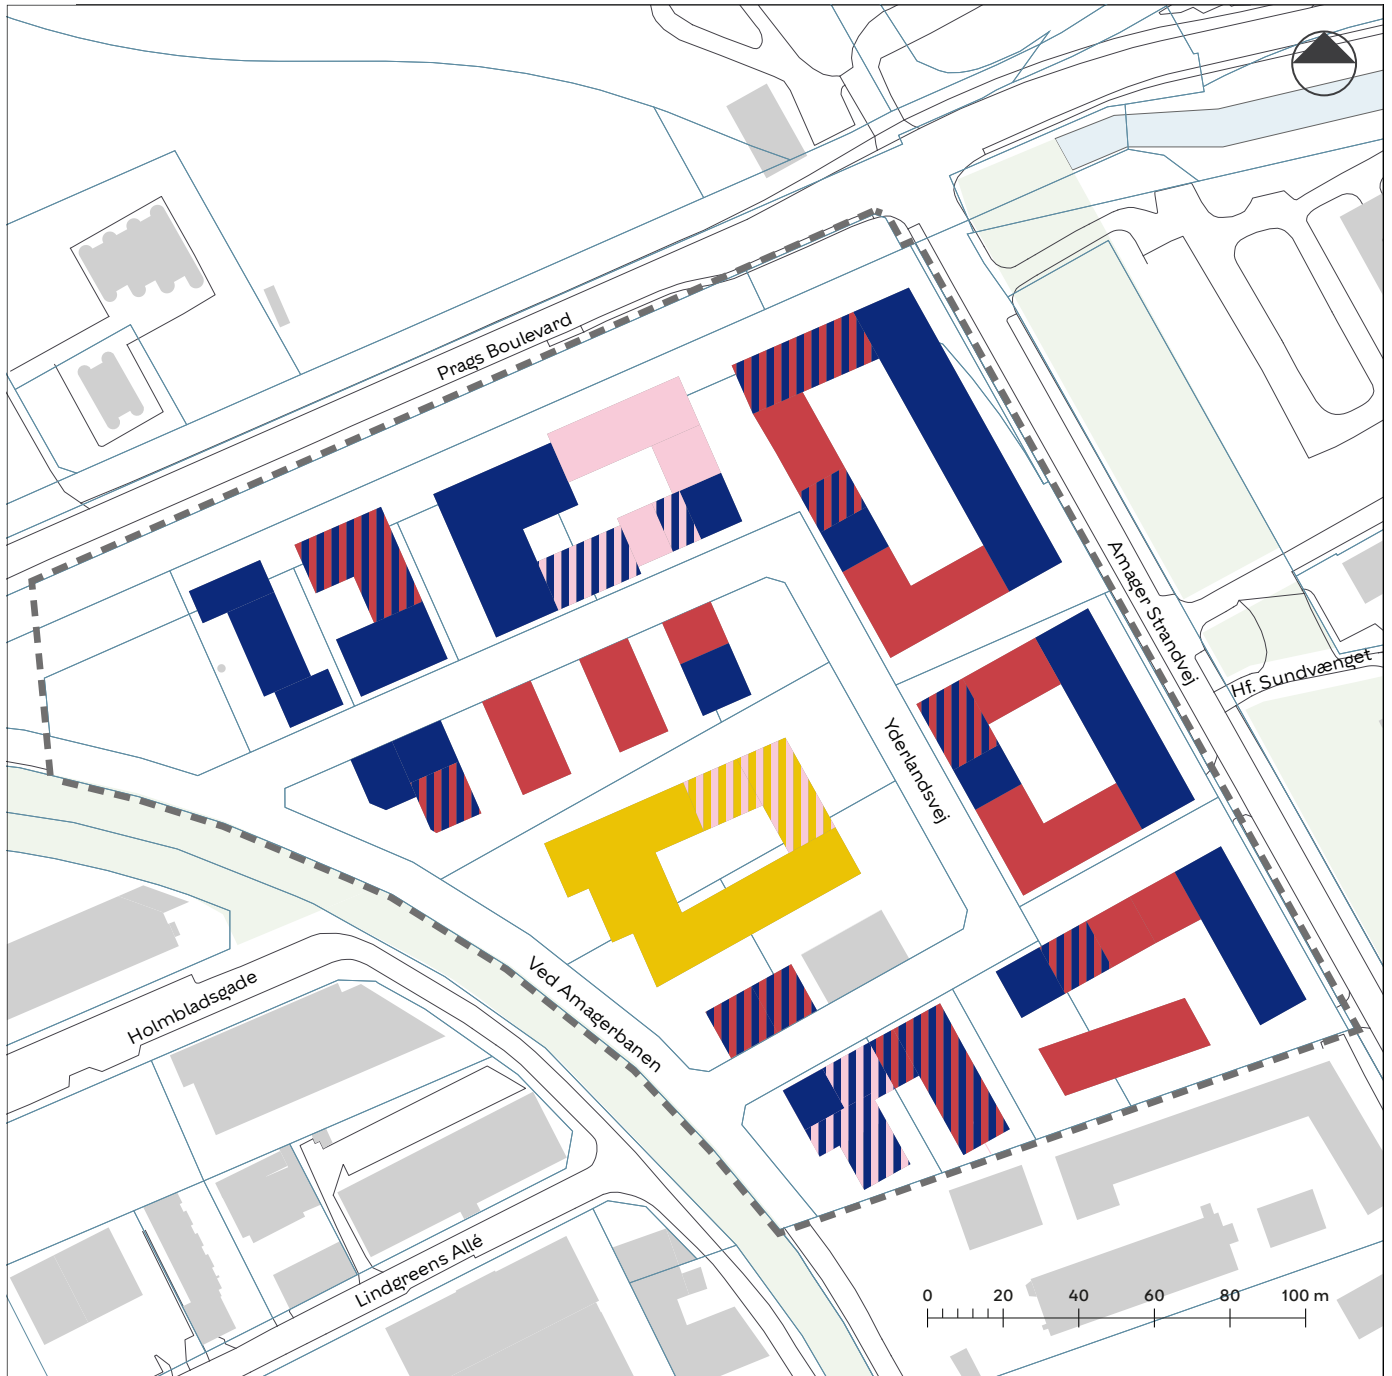 Prags Boulevard
Amager Strandvej
Hf. Sundvænget
Yderlandsvej
Ved Amagerbanen
Holmbladsgade
Lindgreens Allé
0 20 40 60 80 100 m